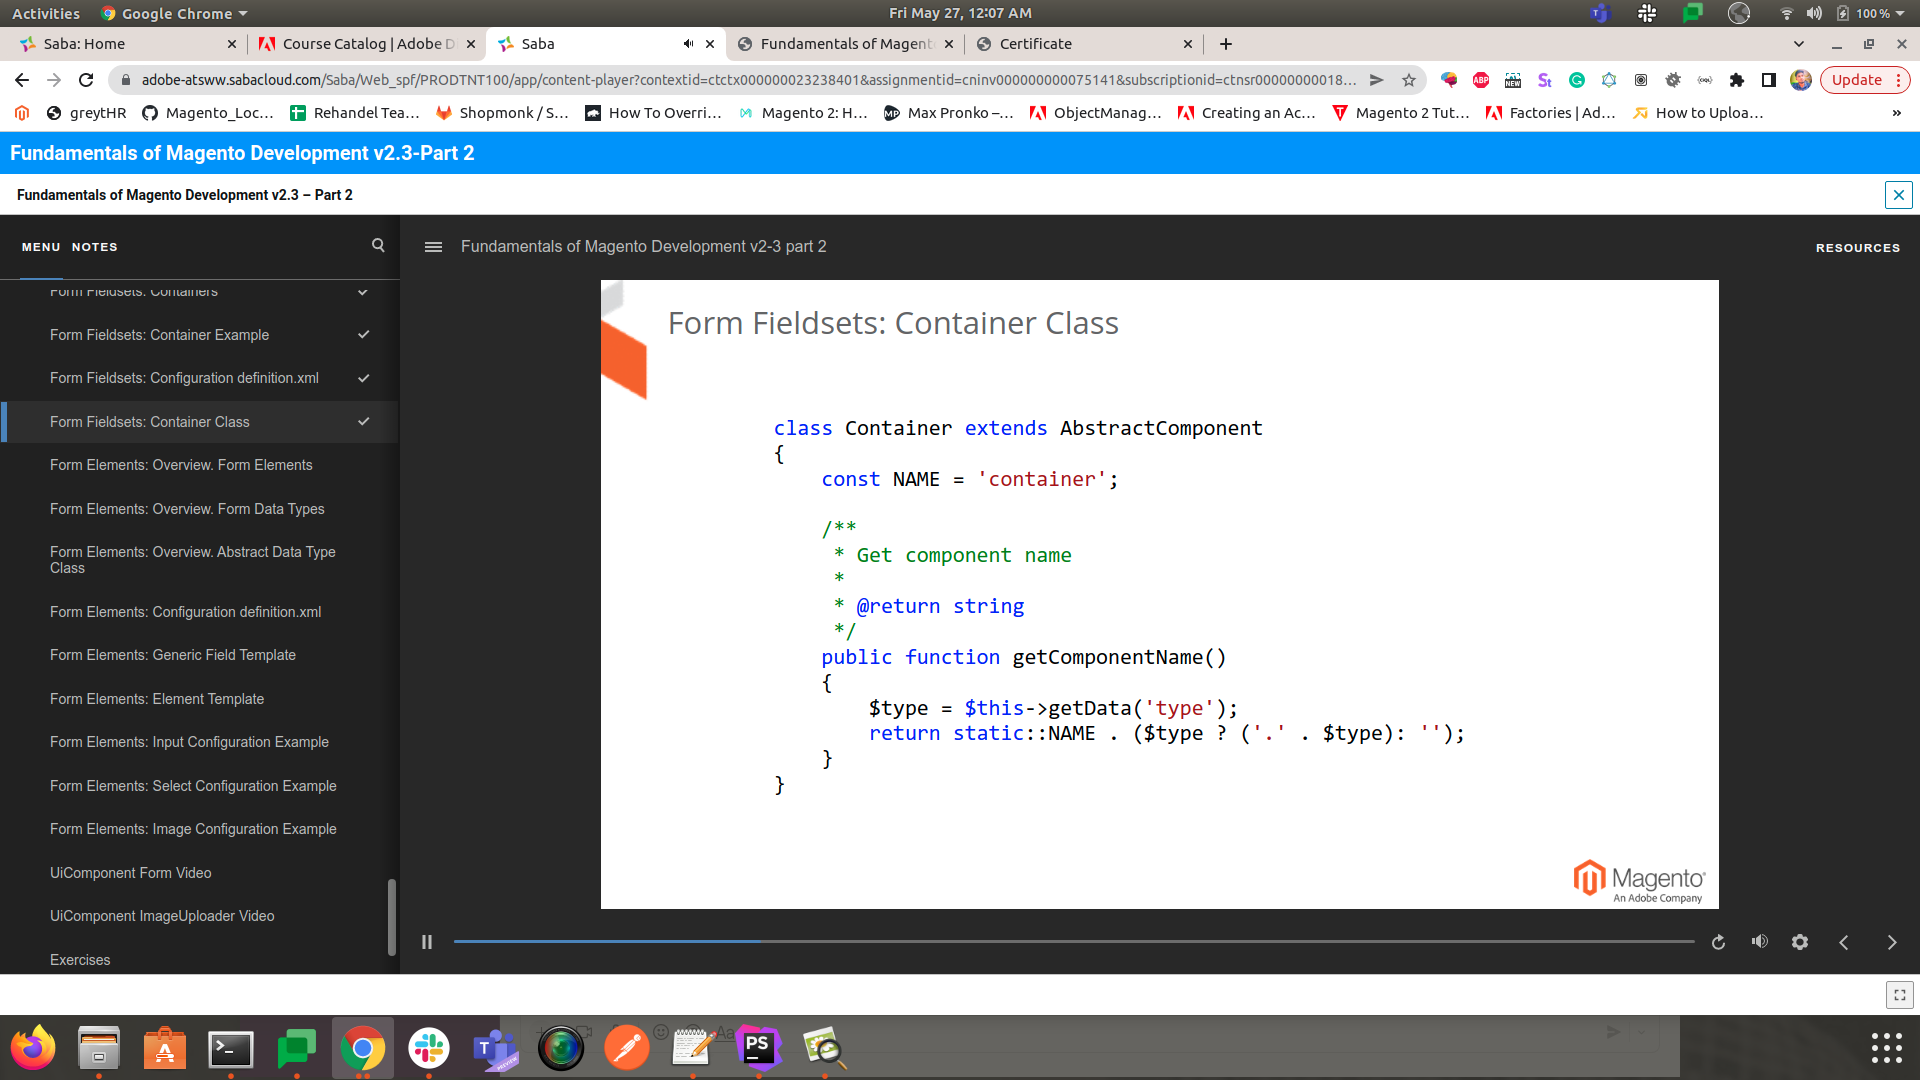 Activities Google Chrome Fri May 27, 12:07 AM 100 %
Saba: Home Course Catalog | Adobe D Saba Fundamentals of Magent Certificate
adobe-atsww.sabacloud.com/Saba/Web_spf/PRODTNT100/app/content-player?contextid=ctctx000000023238401&assignmentid=cninv000000000075141&subscriptionid=ctnsr00000000018... ABP NEW St Update
greytHR Magento_Loc... Rehandel Tea... Shopmonk / S... How To Overri... Magento 2: H... Max Pronko –... ObjectManag... Creating an Ac... Magento 2 Tut... Factories | Ad... How to Uploa... »
Fundamentals of Magento Development v2.3-Part 2
Fundamentals of Magento Development v2.3 – Part 2
MENU NOTES
Fundamentals of Magento Development v2-3 part 2
RESOURCES
Form Fieldsets: Containers
Form Fieldsets: Container Example
Form Fieldsets: Configuration definition.xml
Form Fieldsets: Container Class
Form Elements: Overview. Form Elements
Form Elements: Overview. Form Data Types
Form Elements: Overview. Abstract Data Type
Class
Form Elements: Configuration definition.xml
Form Elements: Generic Field Template
Form Elements: Element Template
Form Elements: Input Configuration Example
Form Elements: Select Configuration Example
Form Elements: Image Configuration Example
UiComponent Form Video
UiComponent ImageUploader Video
Exercises
Form Fieldsets: Container Class
class Container extends AbstractComponent
{
const NAME = 'container';
/**
* Get component name
*
* @return string
*/
public function getComponentName()
{
$type = $this->getData('type');
return static::NAME . ($type ? ('.' . $type): '');
}
}
Magento
An Adobe Company
T PS Aa